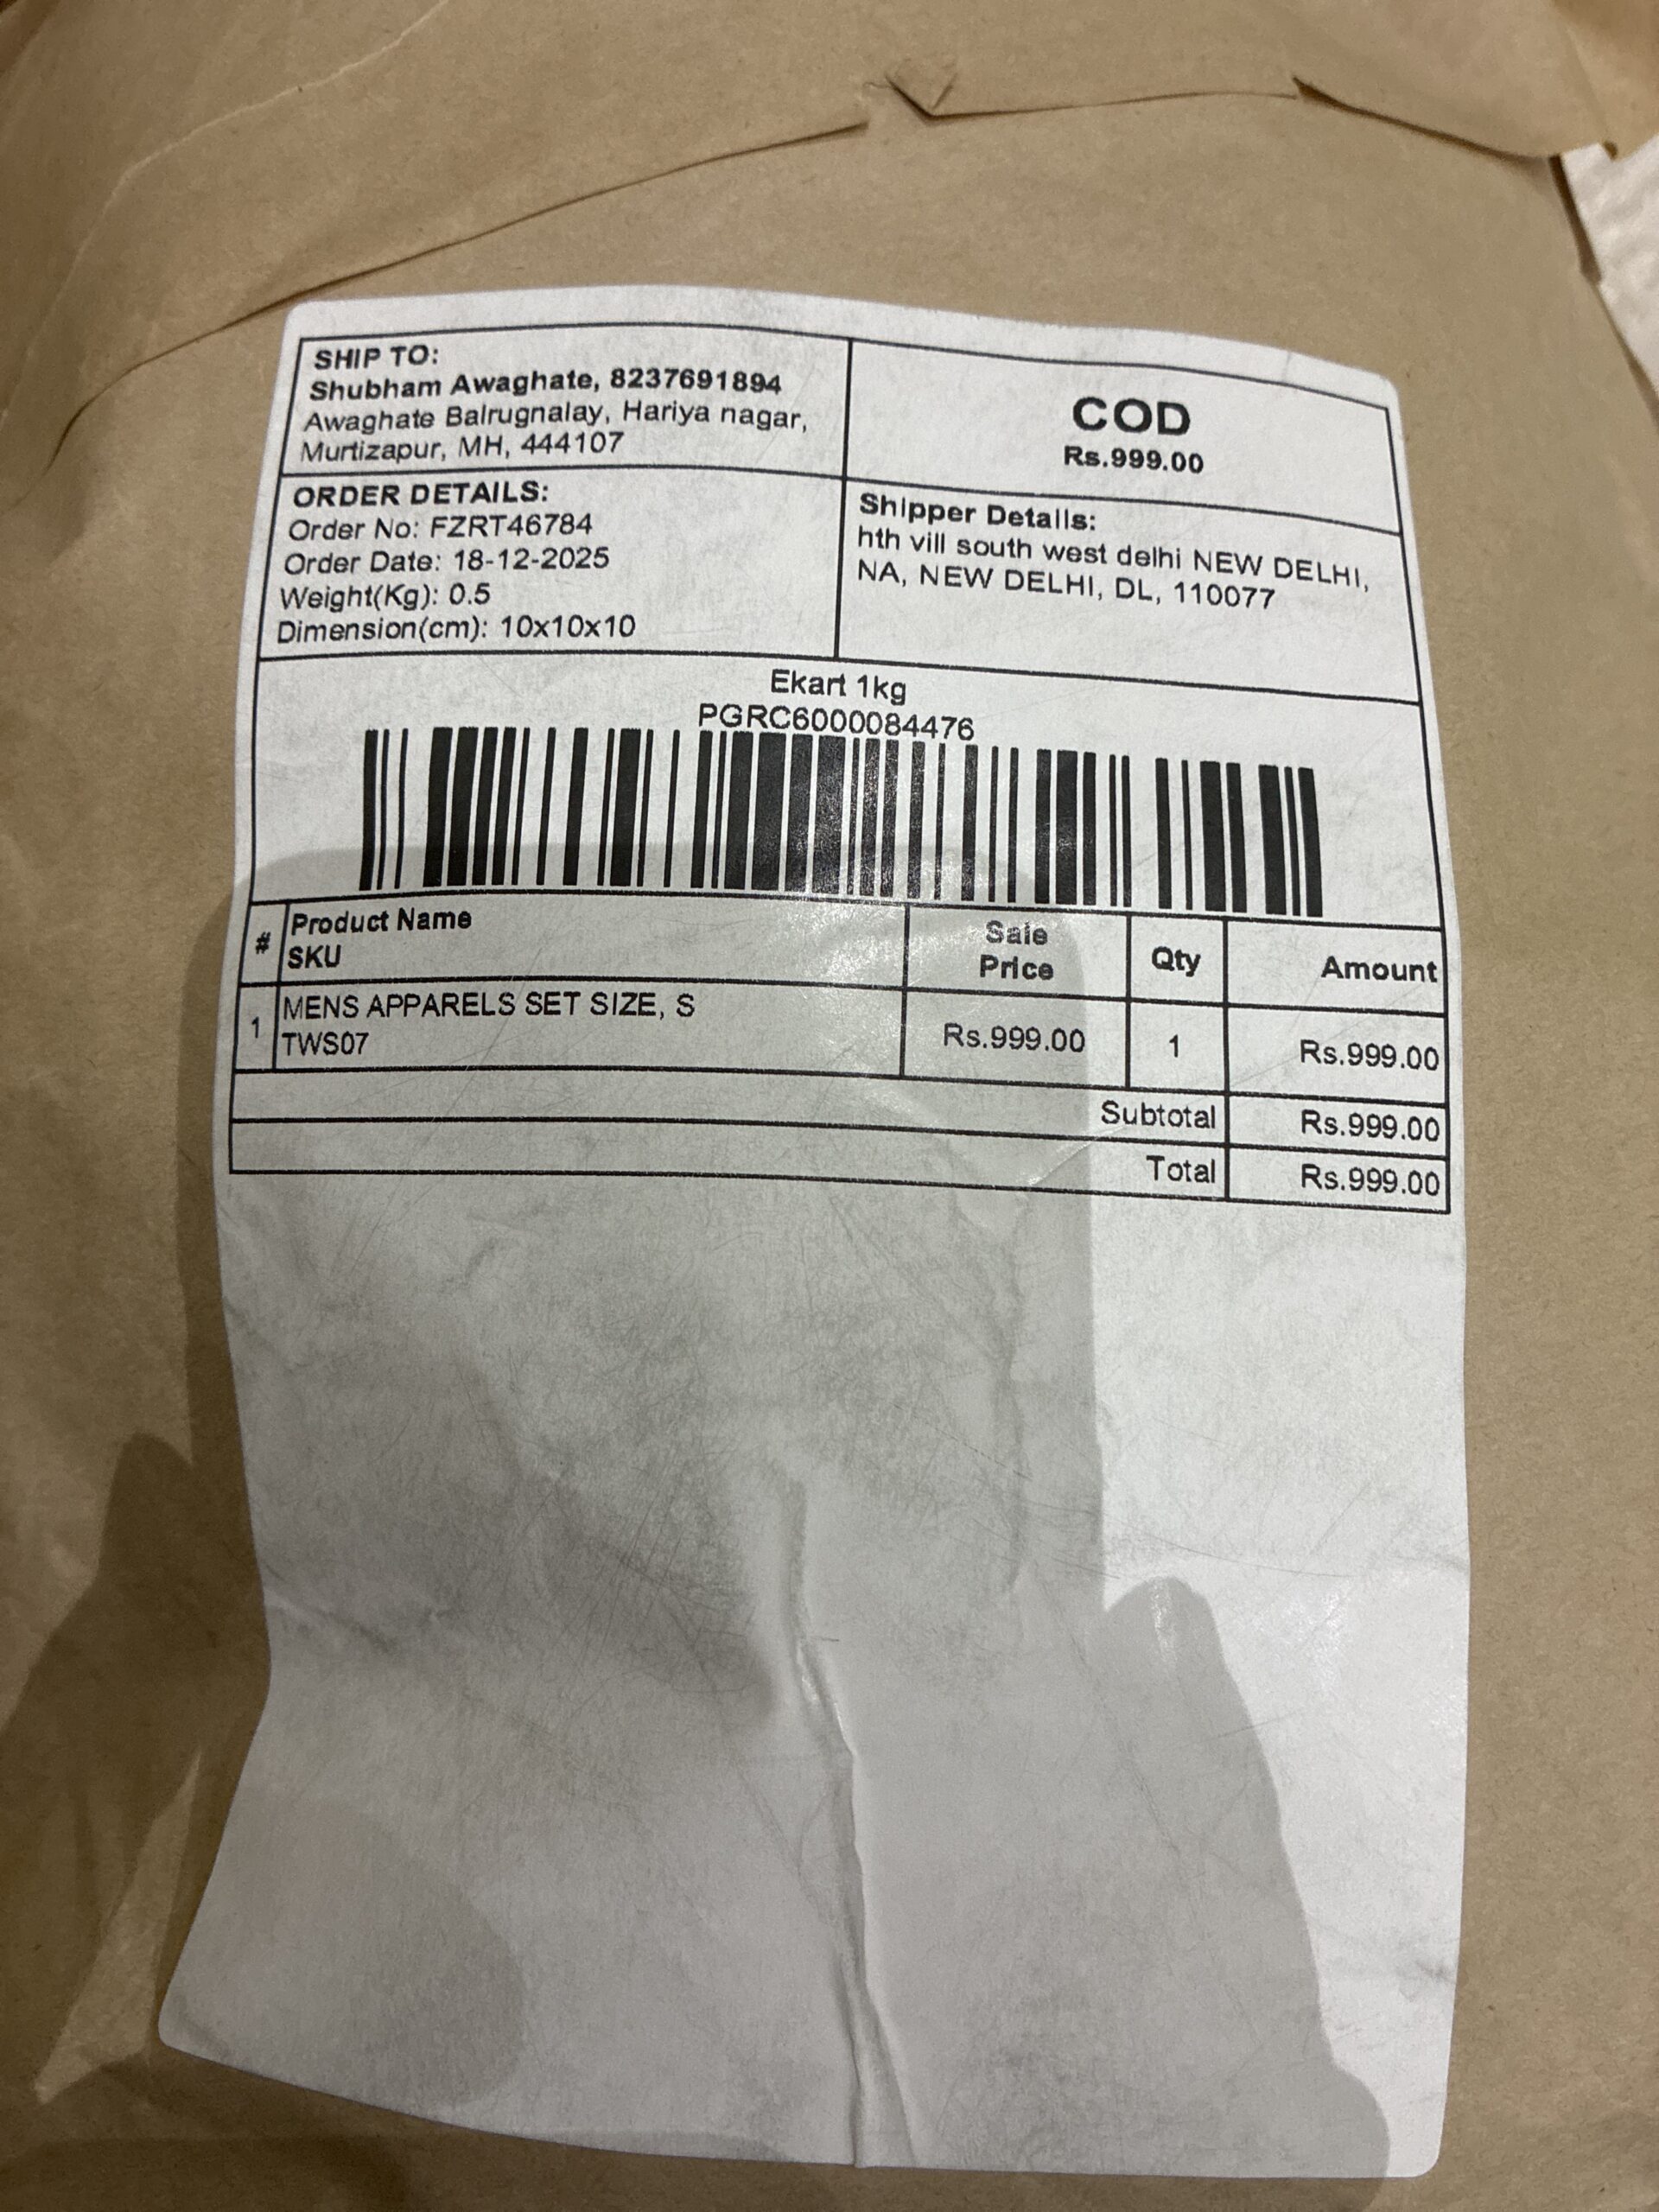 SHIP TO:
Shubham Awaghate, 8237691894
Awaghate Balrugnalay, Hariya nagar,
Murtizapur, MH, 444107
COD
Rs.999.00
ORDER DETAILS:
Order No: FZRT46784
Order Date: 18-12-2025
Weight(Kg): 0.5
Dimension(cm): 10x10x10
Shipper Details:
hth vill south west delhi NEW DELHI,
NA, NEW DELHI, DL, 110077
Ekart 1kg
PGRC6000084476
# Product Name Sale Qty Amount
SKU Price
1 MENS APPARELS SET SIZE, S Rs.999.00 1 Rs.999.00
TWS07
Subtotal Rs.999.00
Total Rs.999.00